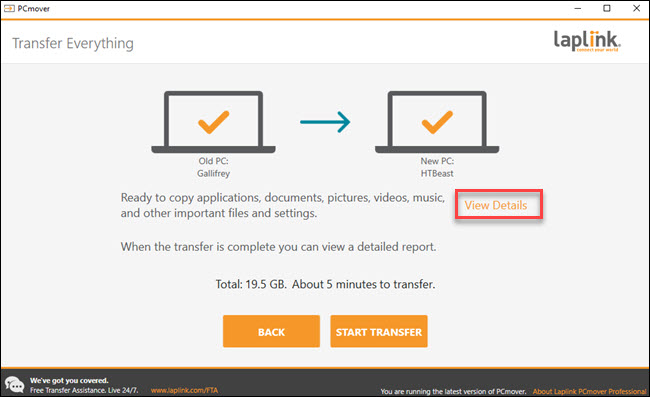 PCmover
Transfer Everything
laplink.
connect your world
Old PC:
Gallifrey
New PC:
HTBeast
Ready to copy applications, documents, pictures, videos, music,
and other important files and settings.
View Details
When the transfer is complete you can view a detailed report.
Total: 19.5 GB. About 5 minutes to transfer.
BACK
START TRANSFER
We've got you covered.
Free Transfer Assistance. Live 24/7.
www.laplink.com/FTA
You are running the latest version of PCmover.
About Laplink PCmover Professional